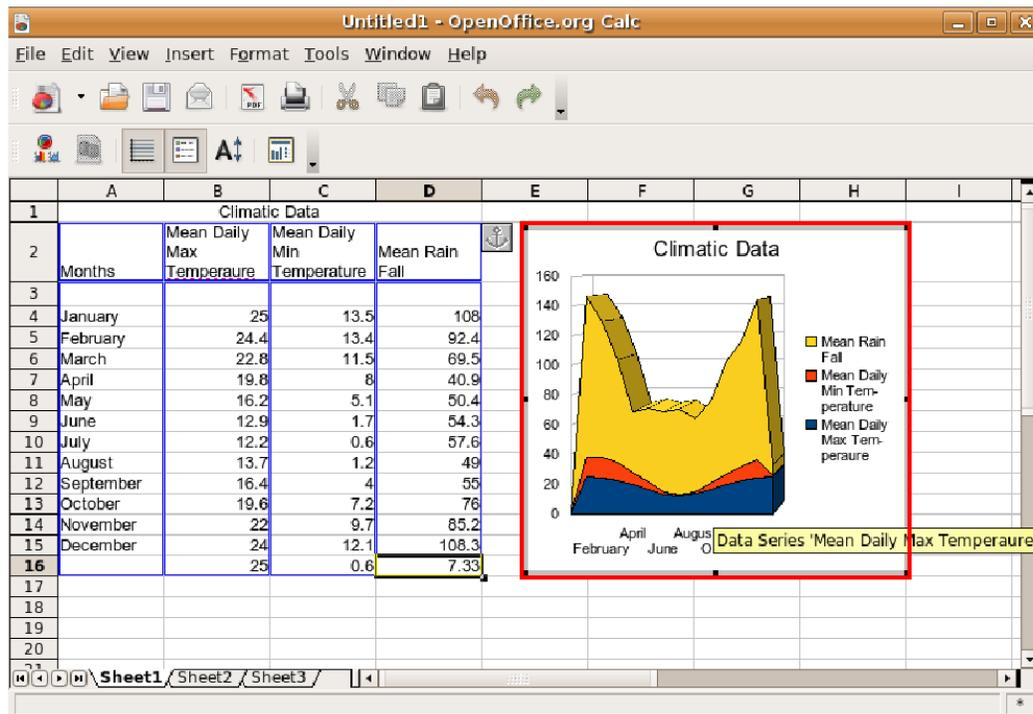 Untitled1 - OpenOffice.org Calc
File Edit View Insert Format Tools Window Help
PDF
A B C D E F G H I
1 Climatic Data
2 Months Mean Daily Max Temperaure Mean Daily Min Temperature Mean Rain Fall
3
4 January 25 13.5 108
5 February 24.4 13.4 92.4
6 March 22.8 11.5 69.5
7 April 19.8 8 40.9
8 May 16.2 5.1 50.4
9 June 12.9 1.7 54.3
10 July 12.2 0.6 57.6
11 August 13.7 1.2 49
12 September 16.4 4 55
13 October 19.6 7.2 76
14 November 22 9.7 85.2
15 December 24 12.1 108.3
16 25 0.6 7.33
17
18
19
20
21
Climatic Data
160
140
120
100
80
60
40
20
0
April Augus
February June O
Mean Rain
Fall
Mean Daily
Min Tem-
perature
Mean Daily
Max Tem-
peraure
Data Series 'Mean Daily Max Temperaure
Sheet1 Sheet2 Sheet3
*